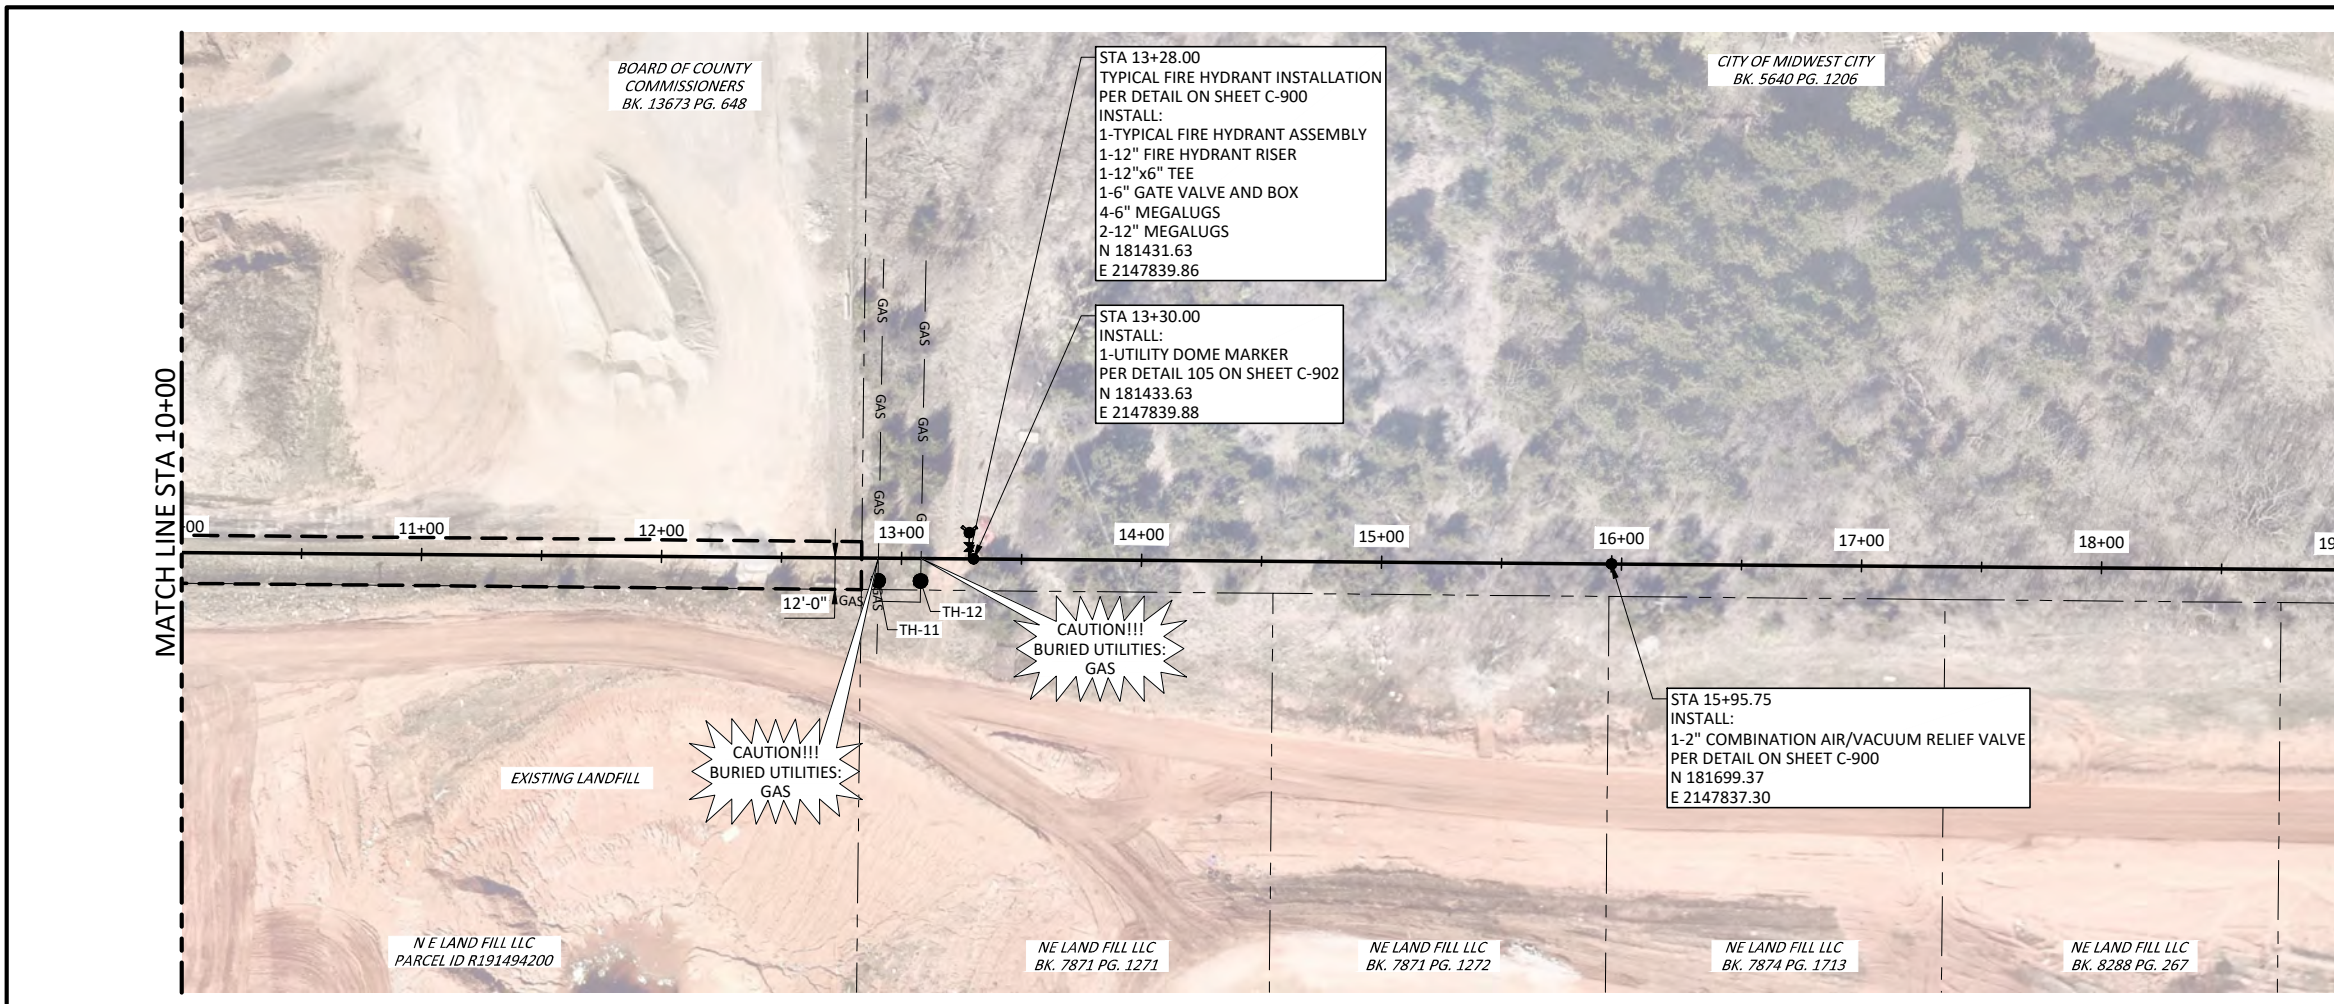 BOARD OF COUNTY
COMMISSIONERS
BK. 13673 PG. 648
STA 13+28.00
TYPICAL FIRE HYDRANT INSTALLATION
PER DETAIL ON SHEET C-900
INSTALL:
1-TYPICAL FIRE HYDRANT ASSEMBLY
1-12" FIRE HYDRANT RISER
1-12"x6" TEE
1-6" GATE VALVE AND BOX
4-6" MEGALUGS
2-12" MEGALUGS
N 181431.63
E 2147839.86
CITY OF MIDWEST CITY
BK. 5640 PG. 1206
STA 13+30.00
INSTALL:
1-UTILITY DOME MARKER
PER DETAIL 105 ON SHEET C-902
N 181433.63
E 2147839.88
GAS
GAS
GAS
GAS
GAS
G
MATCH LINE STA 10+00
00
11+00
12+00
13+00
14+00
15+00
16+00
17+00
18+00
19
12'-0"
GAS
GAS
TH-12
TH-11
CAUTION!!!
BURIED UTILITIES:
GAS
CAUTION!!!
BURIED UTILITIES:
GAS
STA 15+95.75
INSTALL:
1-2" COMBINATION AIR/VACUUM RELIEF VALVE
PER DETAIL ON SHEET C-900
N 181699.37
E 2147837.30
EXISTING LANDFILL
N E LAND FILL LLC
PARCEL ID R191494200
NE LAND FILL LLC
BK. 7871 PG. 1271
NE LAND FILL LLC
BK. 7871 PG. 1272
NE LAND FILL LLC
BK. 7874 PG. 1713
NE LAND FILL LLC
BK. 8288 PG. 267